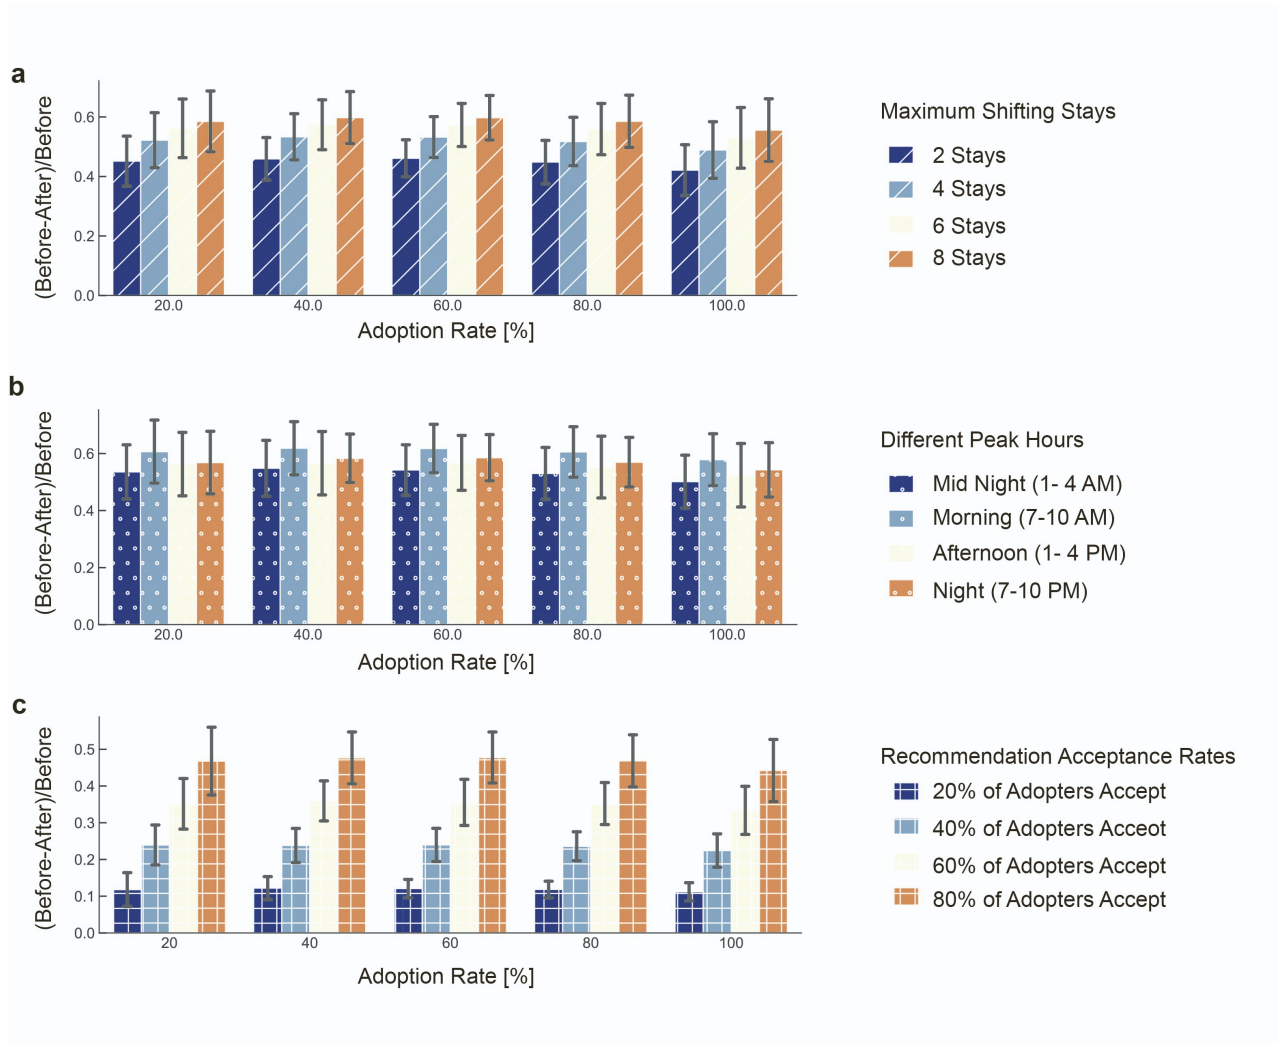 a
(Before-After)/Before
0.6
0.4
0.2
0.0
20.0 40.0 60.0 80.0 100.0
Adoption Rate [%]
Maximum Shifting Stays
2 Stays
4 Stays
6 Stays
8 Stays
b
(Before-After)/Before
0.6
0.4
0.2
0.0
20.0 40.0 60.0 80.0 100.0
Adoption Rate [%]
Different Peak Hours
Mid Night (1- 4 AM)
Morning (7-10 AM)
Afternoon (1- 4 PM)
Night (7-10 PM)
c
(Before-After)/Before
0.5
0.4
0.3
0.2
0.1
0.0
20 40 60 80 100
Adoption Rate [%]
Recommendation Acceptance Rates
20% of Adopters Accept
40% of Adopters Acceot
60% of Adopters Accept
80% of Adopters Accept